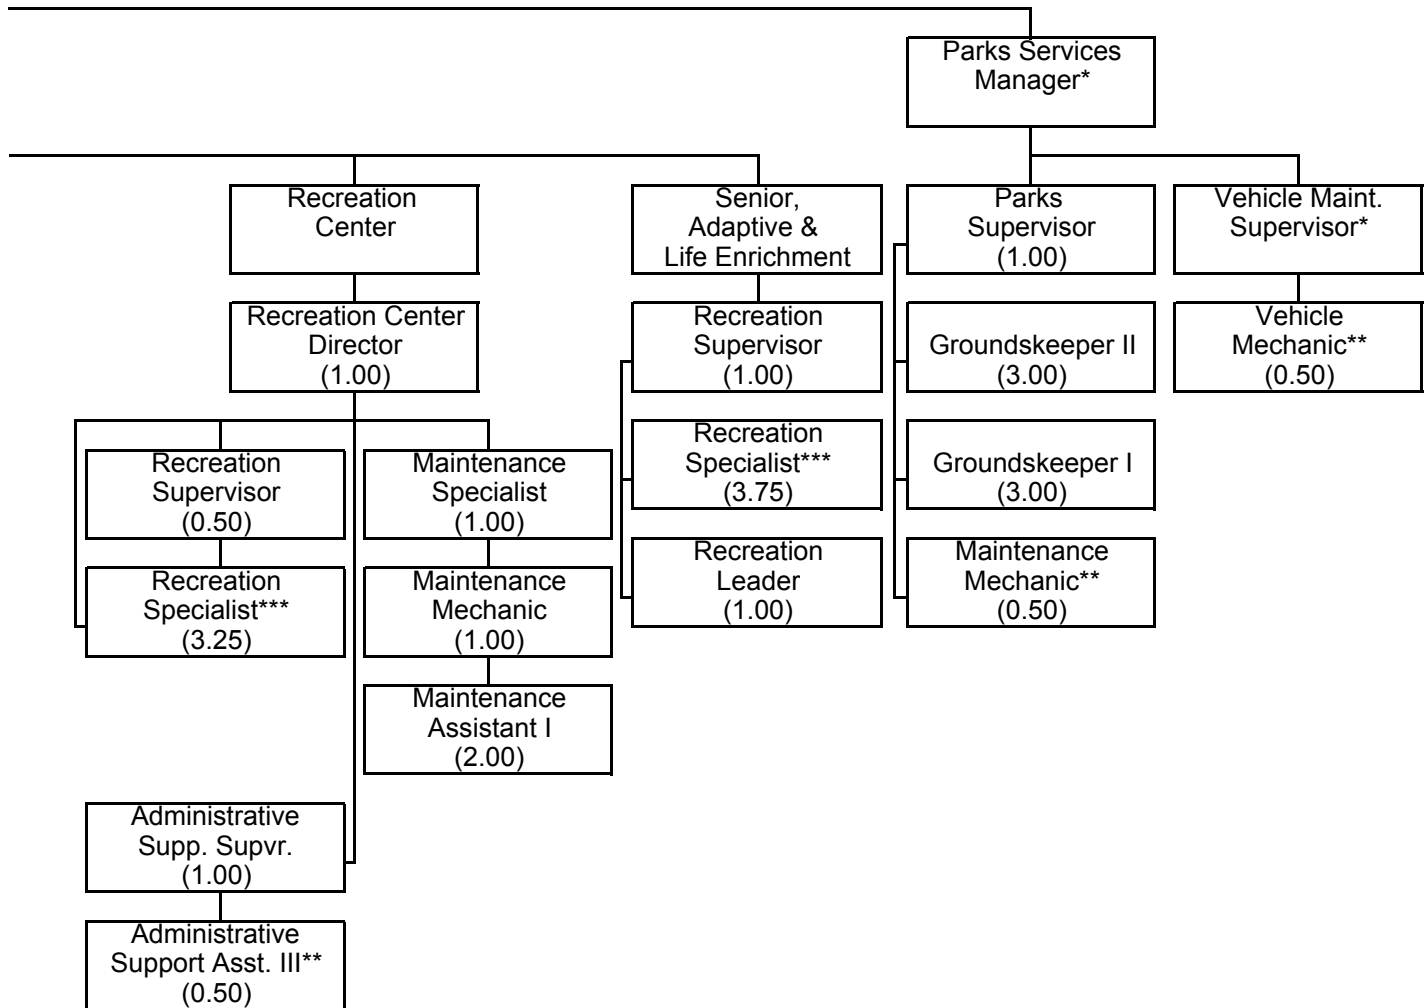 Parks Services
Manager*
Recreation
Center
Senior,
Adaptive &
Life Enrichment
Parks
Supervisor
(1.00)
Vehicle Maint.
Supervisor*
Recreation Center
Director
(1.00)
Recreation
Supervisor
(1.00)
Groundskeeper II
(3.00)
Vehicle
Mechanic**
(0.50)
Recreation
Supervisor
(0.50)
Maintenance
Specialist
(1.00)
Recreation
Specialist***
(3.75)
Groundskeeper I
(3.00)
Recreation
Specialist***
(3.25)
Maintenance
Mechanic
(1.00)
Recreation
Leader
(1.00)
Maintenance
Mechanic**
(0.50)
Maintenance
Assistant I
(2.00)
Administrative
Supp. Supvr.
(1.00)
Administrative
Support Asst. III**
(0.50)